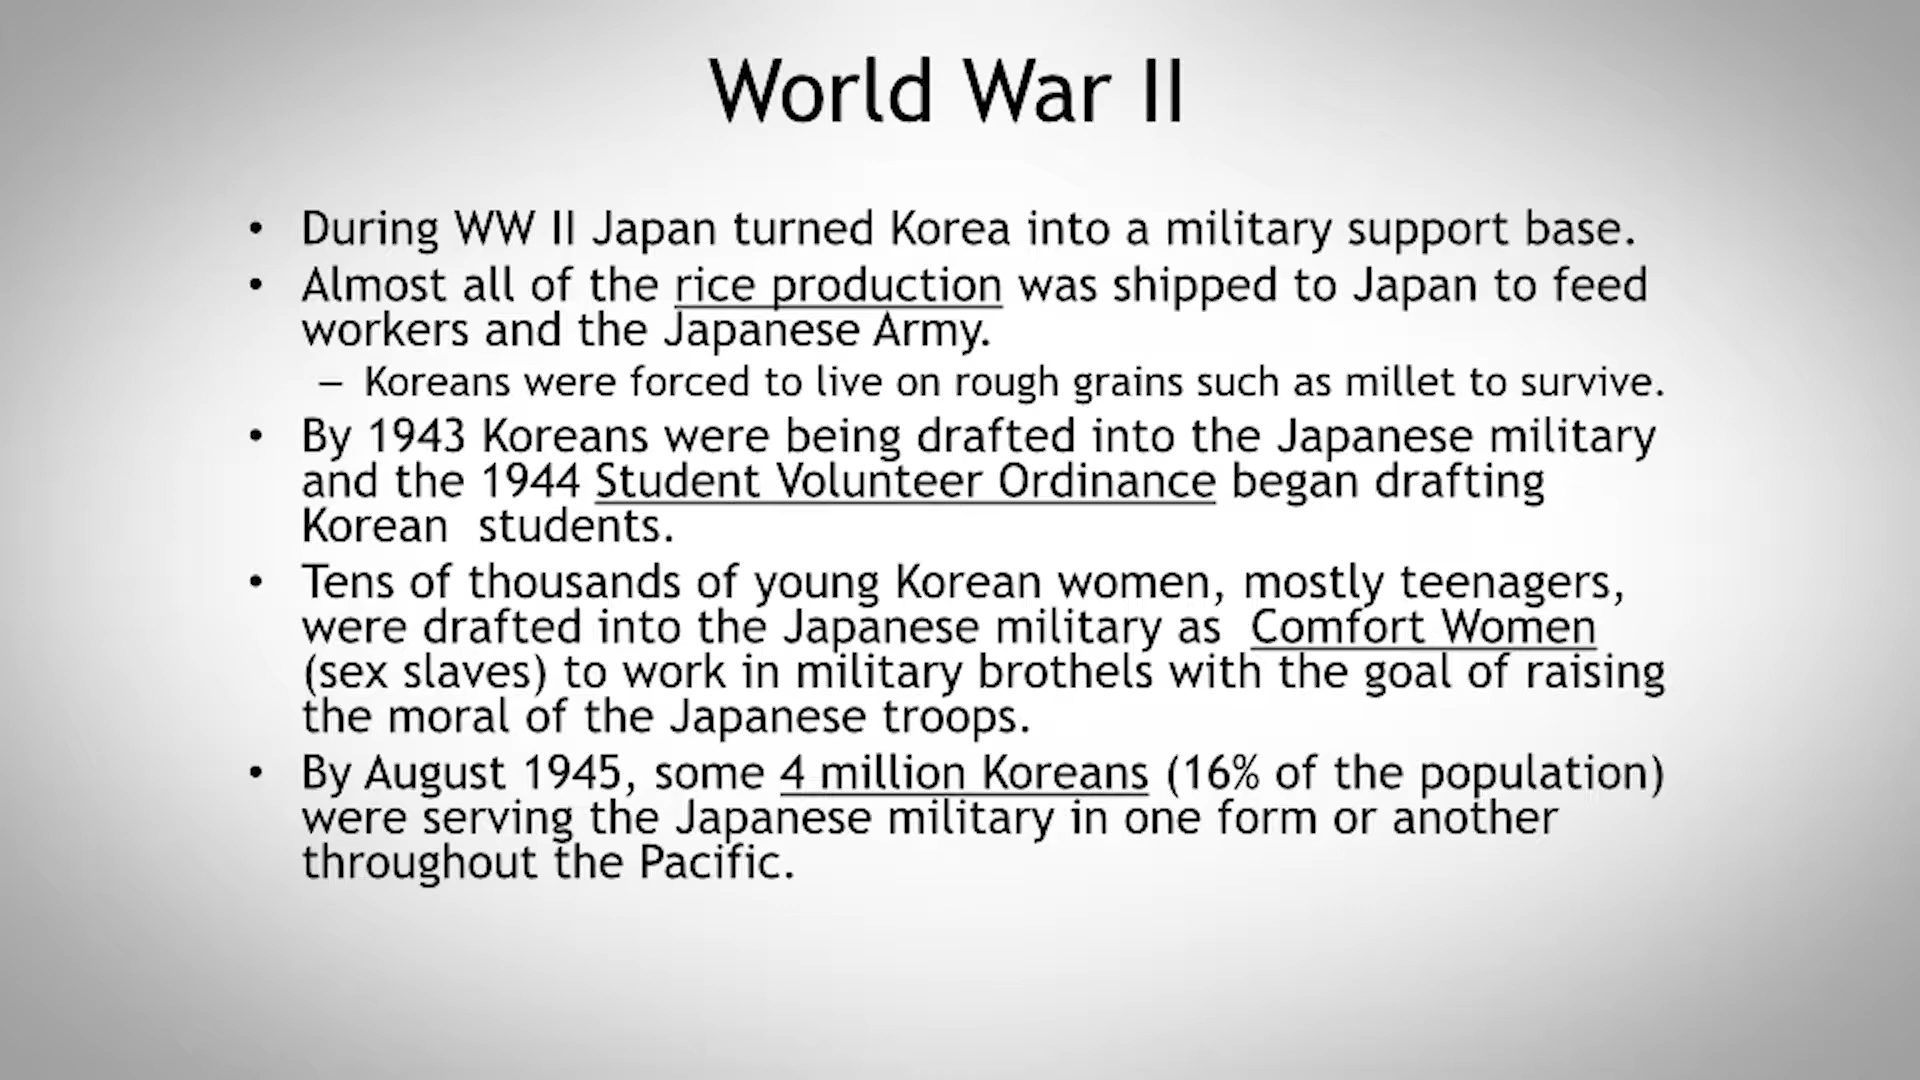 World War II
• During WW II Japan turned Korea into a military support base.
• Almost all of the rice production was shipped to Japan to feed
workers and the Japanese Army.
– Koreans were forced to live on rough grains such as millet to survive.
• By 1943 Koreans were being drafted into the Japanese military
and the 1944 Student Volunteer Ordinance began drafting
Korean  students.
• Tens of thousands of young Korean women, mostly teenagers,
were drafted into the Japanese military as  Comfort Women
(sex slaves) to work in military brothels with the goal of raising
the moral of the Japanese troops.
• By August 1945, some 4 million Koreans (16% of the population)
were serving the Japanese military in one form or another
throughout the Pacific.